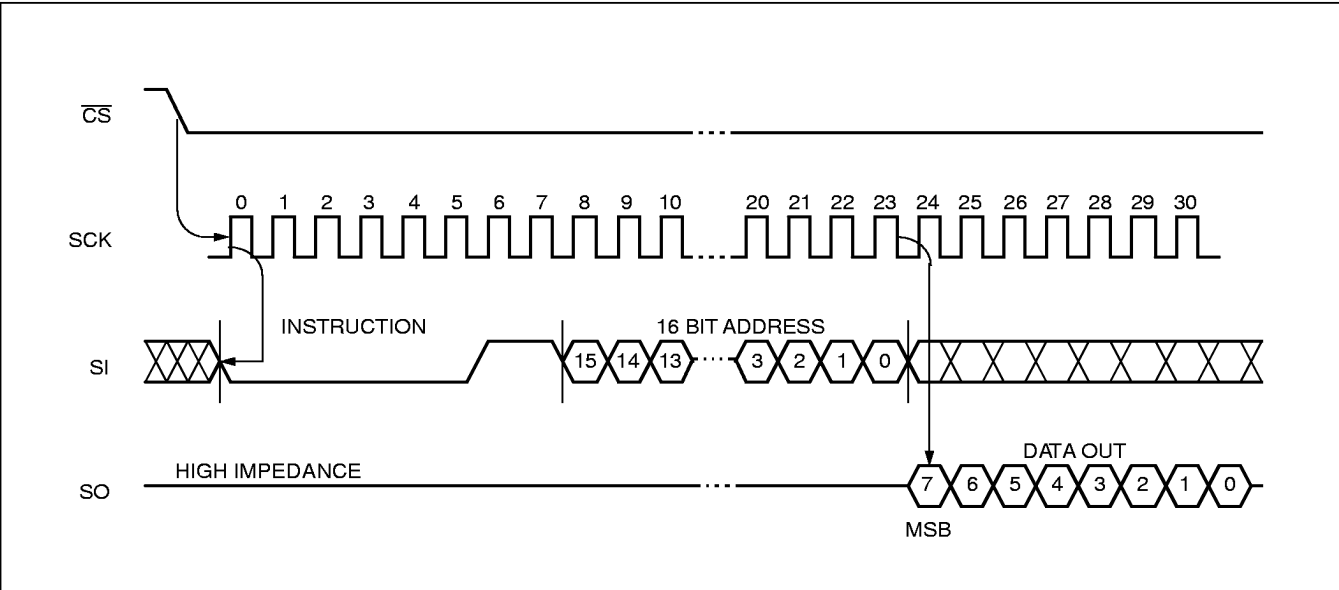 CS
SCK
0 1 2 3 4 5 6 7 8 9 10 20 21 22 23 24 25 26 27 28 29 30
INSTRUCTION
16 BIT ADDRESS
SI
15 14 13 3 2 1 0
HIGH IMPEDANCE
DATA OUT
SO
7 6 5 4 3 2 1 0
MSB